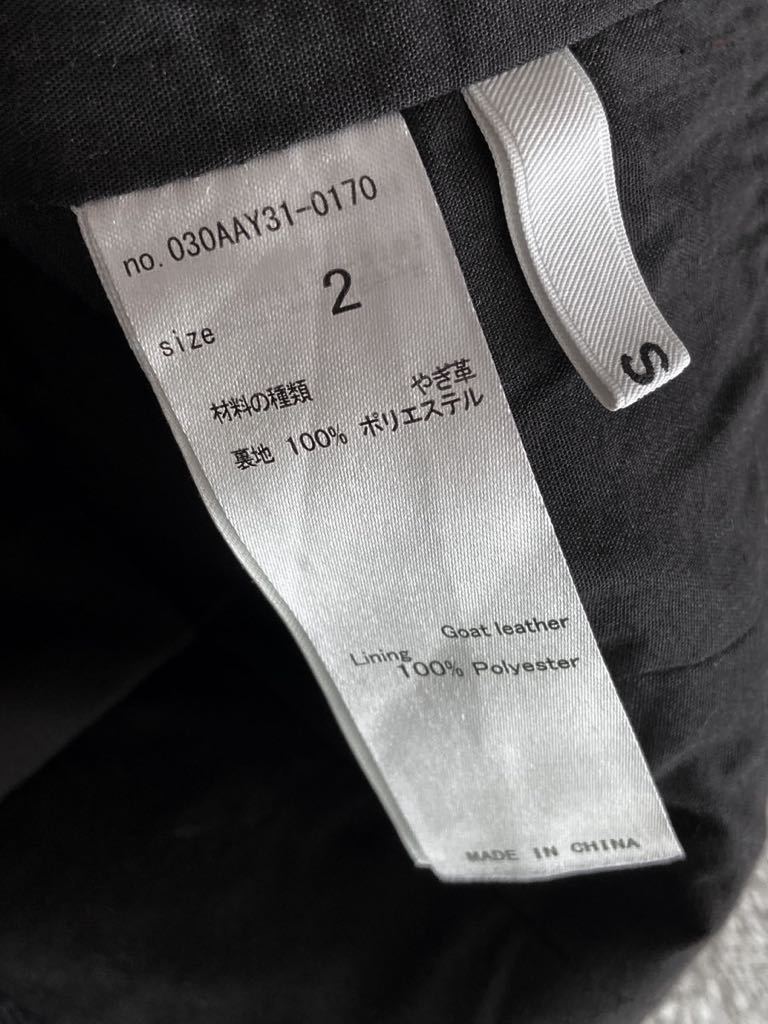 no.030AAY31-0170
size 2
材料の種類 やぎ革
裏地 100% ポリエステル
Goat leather
Lining 100% Polyester
MADE IN CHINA
S